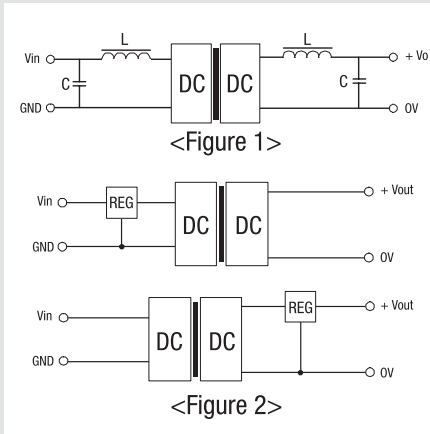 L L
Vin + Vo
C DC DC C
GND 0V
<Figure 1>
Vin REG + Vout
DC DC
GND 0V
Vin REG + Vout
DC DC
GND 0V
<Figure 2>